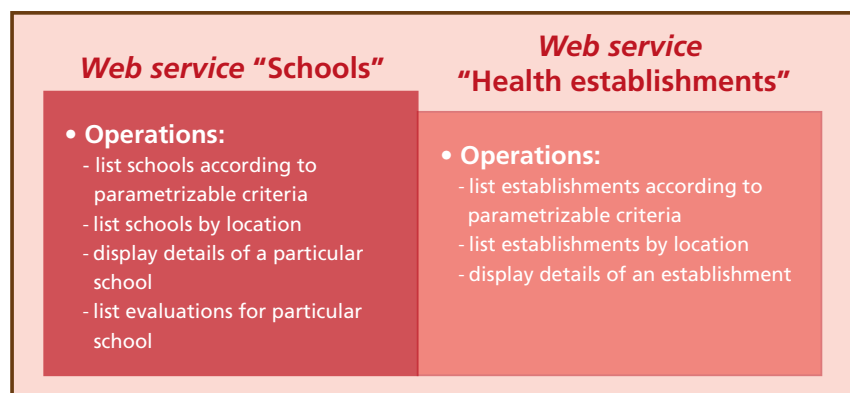 Web service “Schools”
• Operations:
- list schools according to
parametrizable criteria
- list schools by location
- display details of a particular
school
- list evaluations for particular
school
Web service
“Health establishments”
• Operations:
- list establishments according to
parametrizable criteria
- list establishments by location
- display details of an establishment